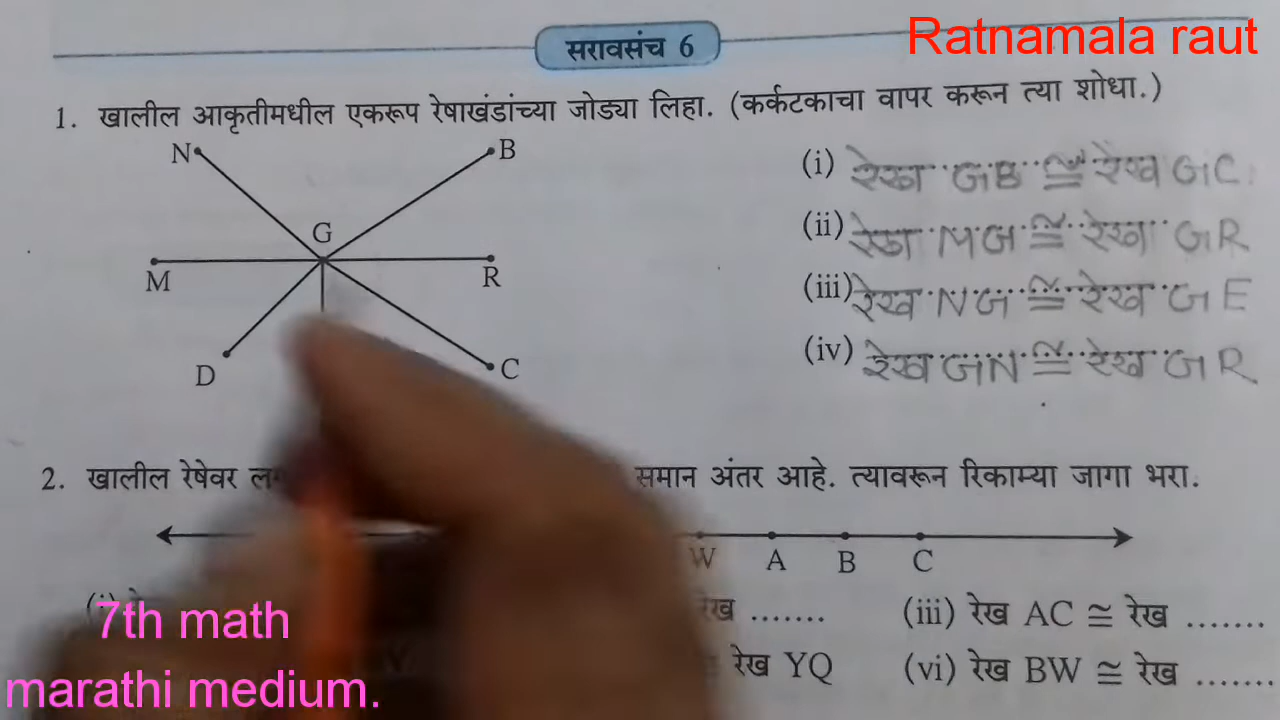 Ratnamala raut
सरावसंच 6
1. खालील आकृतीमधील एकरूप रेषाखंडांच्या जोड्या लिहा. (कर्कटकाचा वापर करून त्या शोधा.)
N B
G
M R
D C
(i) रेख GB ≅ रेख GC
(ii) रेख MG ≅ रेख GR
(iii) रेख NG ≅ रेख GE
(iv) रेख GN ≅ रेख GR
2. खालील रेषेवर समान अंतर आहे. त्यावरून रिकाम्या जागा भरा.
W A B C
(i) रेख ....... (iii) रेख AC ≅ रेख .......
रेख YQ (vi) रेख BW ≅ रेख .......
7th math
marathi medium.